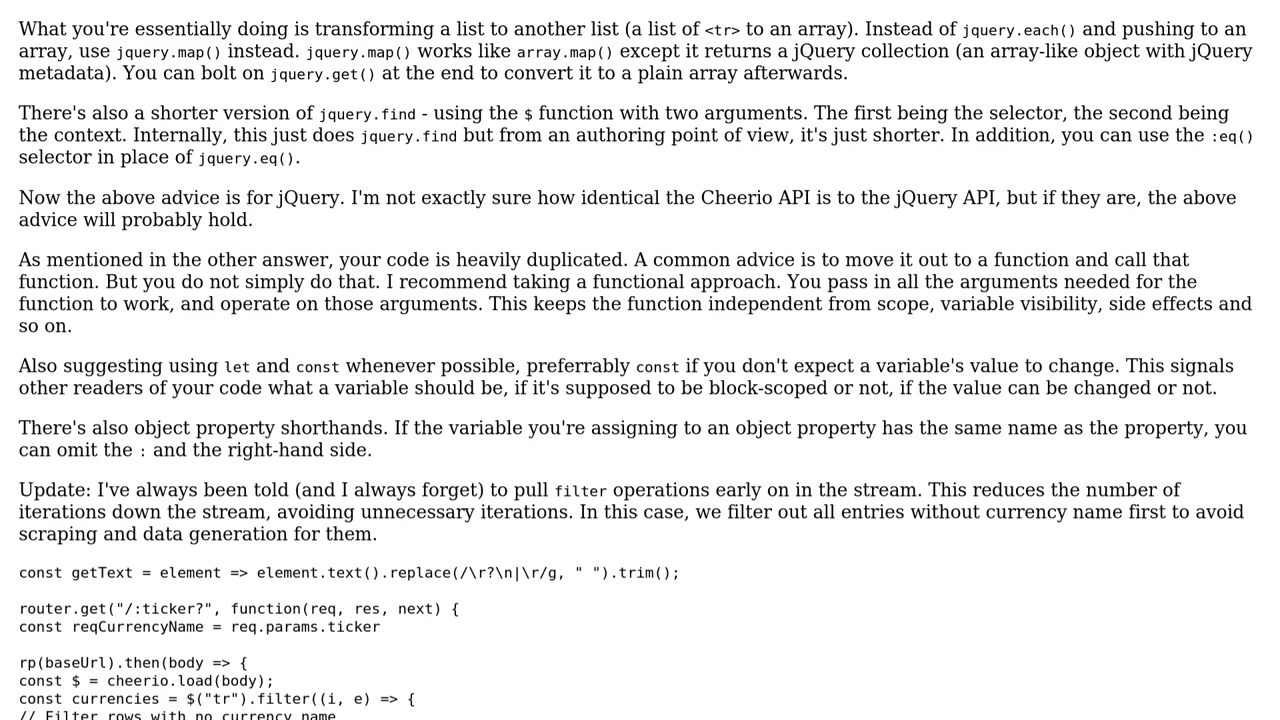 What you're essentially doing is transforming a list to another list (a list of <tr> to an array). Instead of jquery.each() and pushing to an
array, use jquery.map() instead. jquery.map() works like array.map() except it returns a jQuery collection (an array-like object with jQuery
metadata). You can bolt on jquery.get() at the end to convert it to a plain array afterwards.
There's also a shorter version of jquery.find - using the $ function with two arguments. The first being the selector, the second being
the context. Internally, this just does jquery.find but from an authoring point of view, it's just shorter. In addition, you can use the :eq()
selector in place of jquery.eq().
Now the above advice is for jQuery. I'm not exactly sure how identical the Cheerio API is to the jQuery API, but if they are, the above
advice will probably hold.
As mentioned in the other answer, your code is heavily duplicated. A common advice is to move it out to a function and call that
function. But you do not simply do that. I recommend taking a functional approach. You pass in all the arguments needed for the
function to work, and operate on those arguments. This keeps the function independent from scope, variable visibility, side effects and
so on.
Also suggesting using let and const whenever possible, preferrably const if you don't expect a variable's value to change. This signals
other readers of your code what a variable should be, if it's supposed to be block-scoped or not, if the value can be changed or not.
There's also object property shorthands. If the variable you're assigning to an object property has the same name as the property, you
can omit the : and the right-hand side.
Update: I've always been told (and I always forget) to pull filter operations early on in the stream. This reduces the number of
iterations down the stream, avoiding unnecessary iterations. In this case, we filter out all entries without currency name first to avoid
scraping and data generation for them.
const getText = element => element.text().replace(/\r?\n|\r/g, " ").trim();
router.get("/:ticker?", function(req, res, next) {
const reqCurrencyName = req.params.ticker
rp(baseUrl).then(body => {
const $ = cheerio.load(body);
const currencies = $("tr").filter((i, e) => {
// Filter rows with no currency name